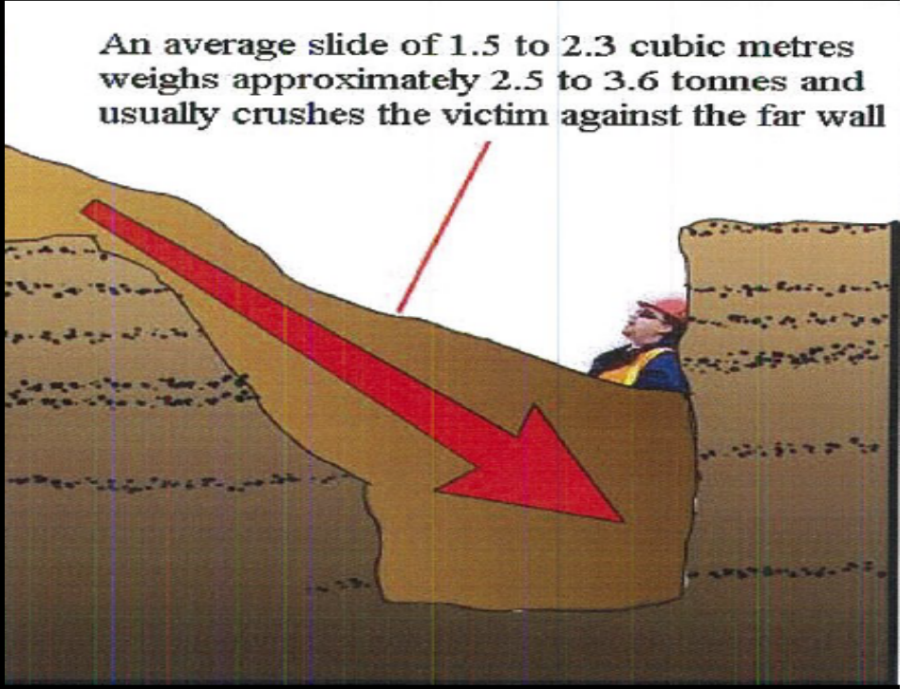 An average slide of 1.5 to 2.3 cubic metres
weighs approximately 2.5 to 3.6 tonnes and
usually crushes the victim against the far wall